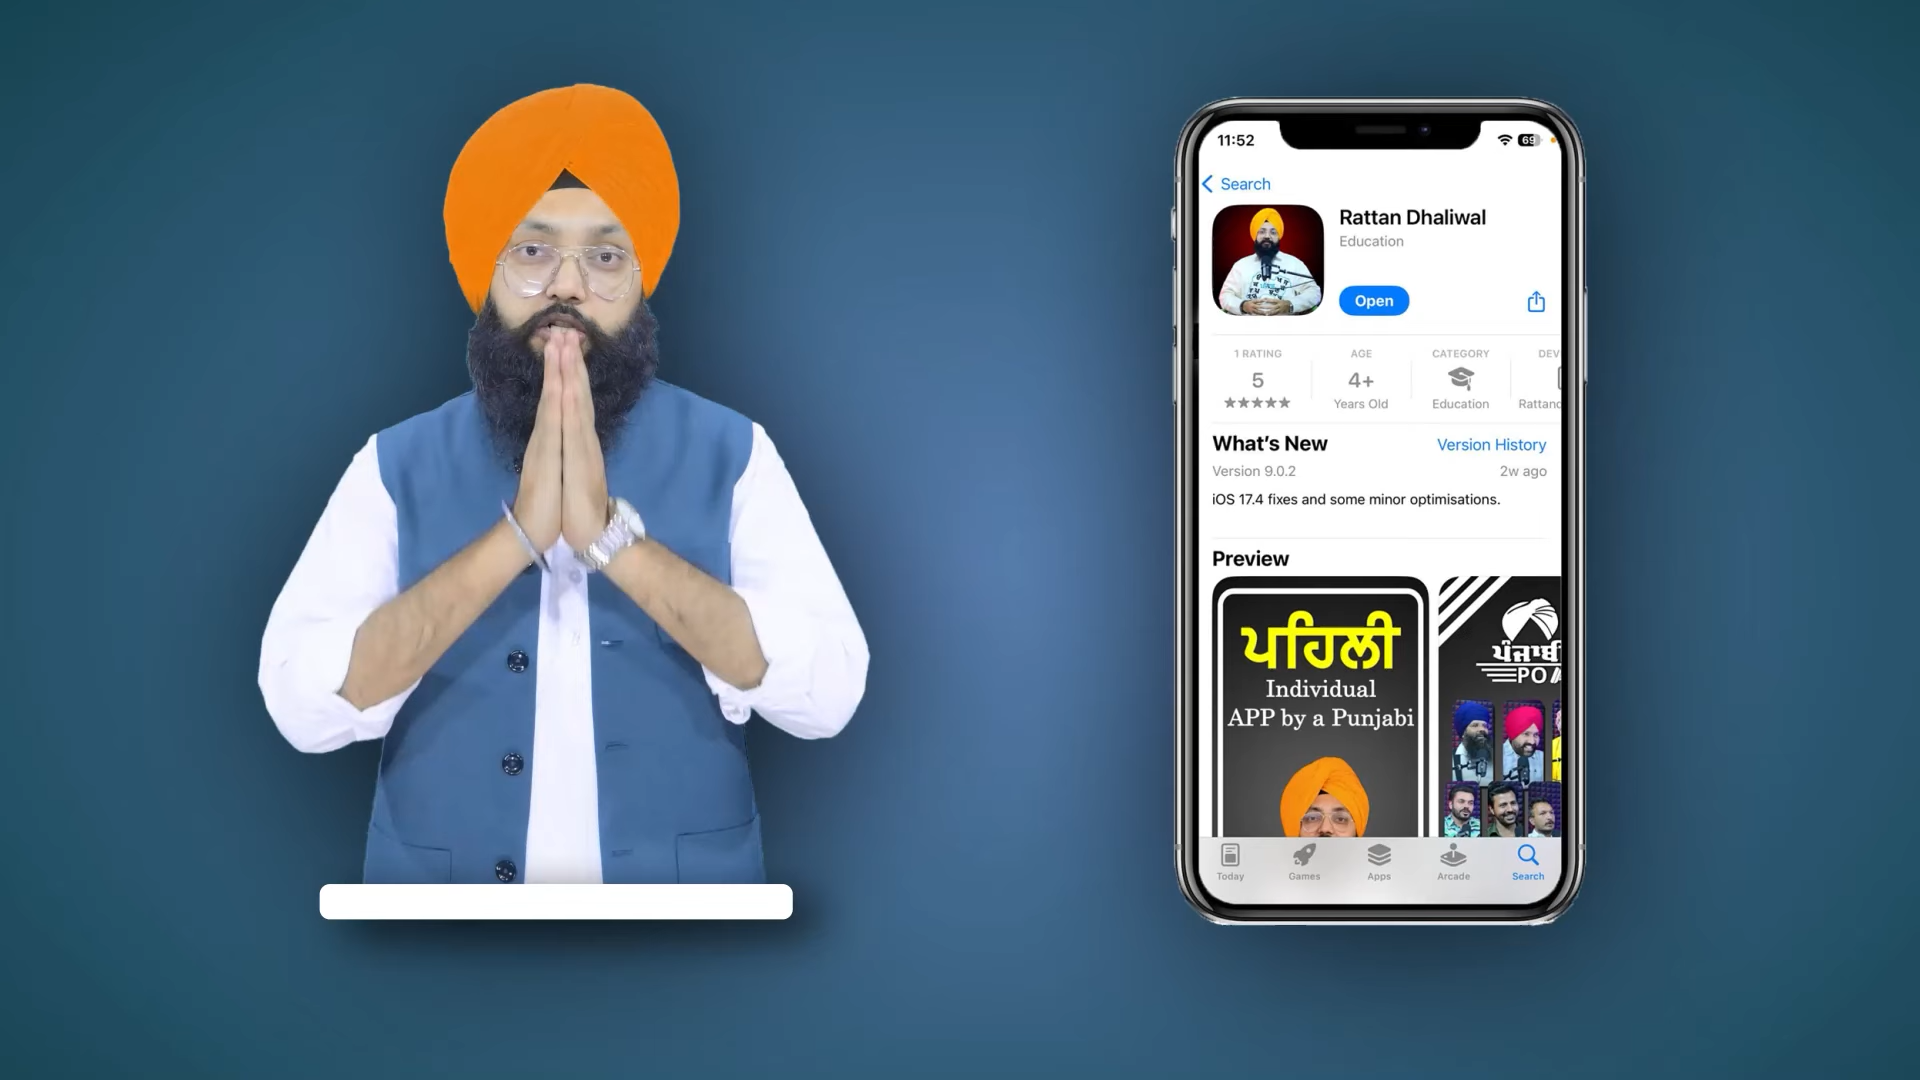 11:52
69
Search
Rattan Dhaliwal
Education
Open
1 RATING
AGE
CATEGORY
5
4+
★★★★★
Years Old
Education
What's New
Version History
Version 9.0.2
2w ago
iOS 17.4 fixes and some minor optimisations.
Preview
ਪਹਿਲੀ
Individual
APP by a Punjabi
Today
Games
Apps
Arcade
Search